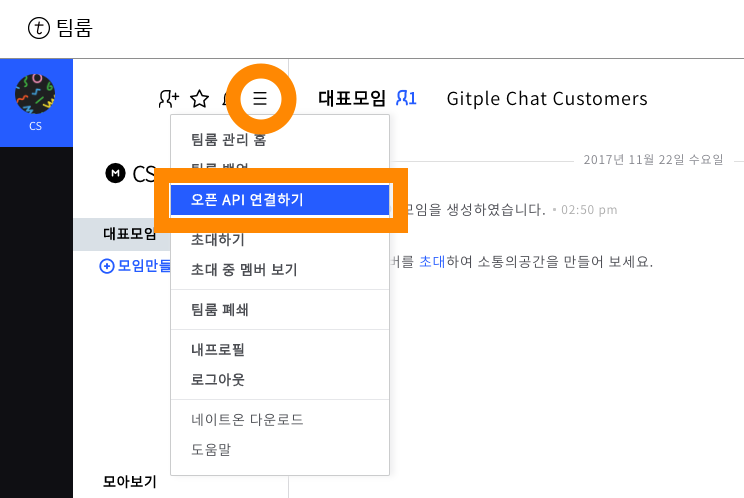 팀룸
CS
대표모임 1 Gitple Chat Customers
2017년 11월 22일 수요일
CS
대표모임
모임만들
팀룸 관리 홈
팀룸 백업
오픈 API 연결하기
초대하기
초대 중 멤버 보기
팀룸 폐쇄
내프로필
로그아웃
네이트온 다운로드
도움말
모임을 생성하였습니다. • 02:50 pm
버를 초대하여 소통의공간을 만들어 보세요.
모아보기